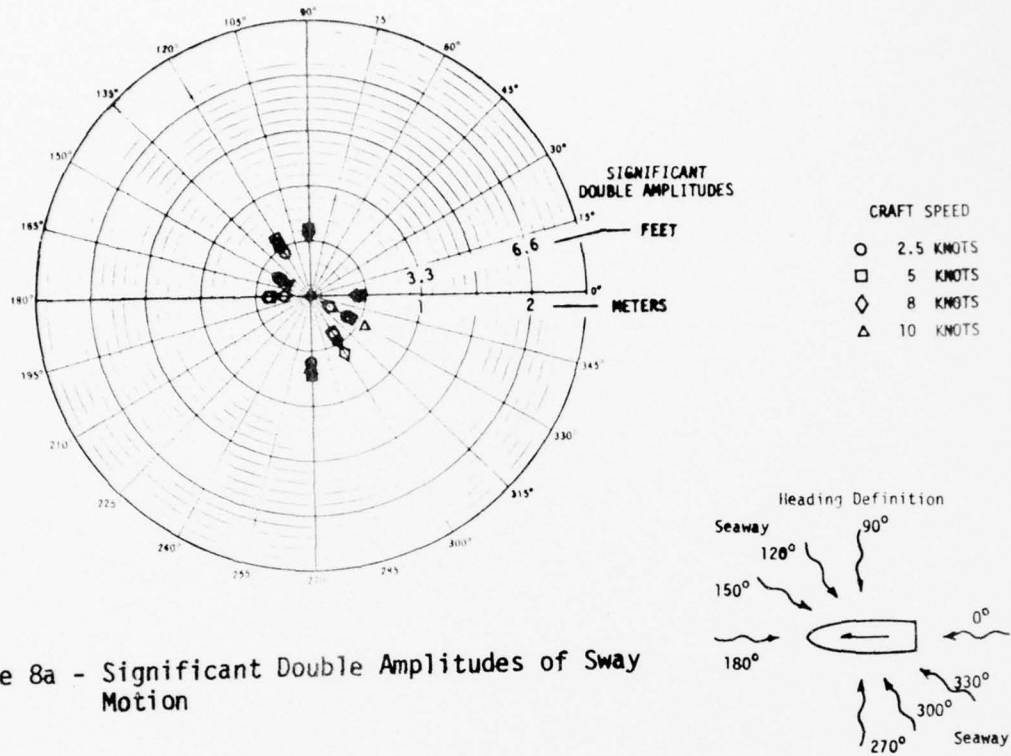 90°
105° 75°
120° 60°
135° 45°
150° 30°
SIGNIFICANT
DOUBLE AMPLITUDES
165° 15°
6.6 FEET
3.3
180° 0°
1 2 METERS
195° 345°
210 330°
225 315°
240° 300°
255 245
CRAFT SPEED
2.5 KNOTS
5 KNOTS
8 KNOTS
10 KNOTS
Heading Definition
Seaway 90°
120°
150°
0°
180°
330°
300°
270° Seaway
e 8a - Significant Double Amplitudes of Sway
Motion